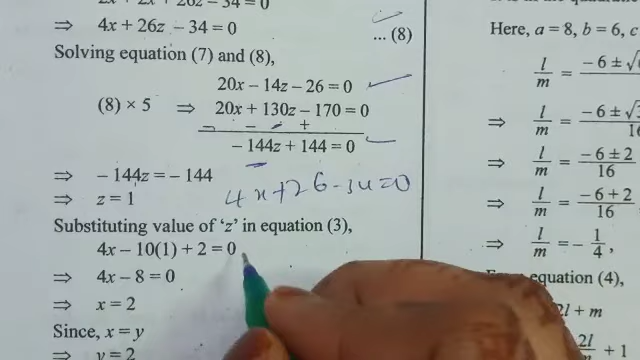 ⇒ 4x + 26z − 34 = 0 ... (8)
Solving equation (7) and (8),
20x − 14z − 26 = 0
(8) × 5 ⇒ 20x + 130z − 170 = 0
− − +
− 144z + 144 = 0
⇒ − 144z = − 144
⇒ z = 1
4x+26-34=0
Substituting value of ‘z’ in equation (3),
4x − 10(1) + 2 = 0
⇒ 4x − 8 = 0
⇒ x = 2
Since, x = y
⇒ y = 2
Here, a = 8, b = 6, c
l/m = −6 ± √
⇒ l/m = −6 ± √
⇒ l/m = −6 ± 2 / 16
⇒ l/m = −6 + 2 / 16
⇒ l/m = − 1/4,
equation (4),
2l + m
2l + 1